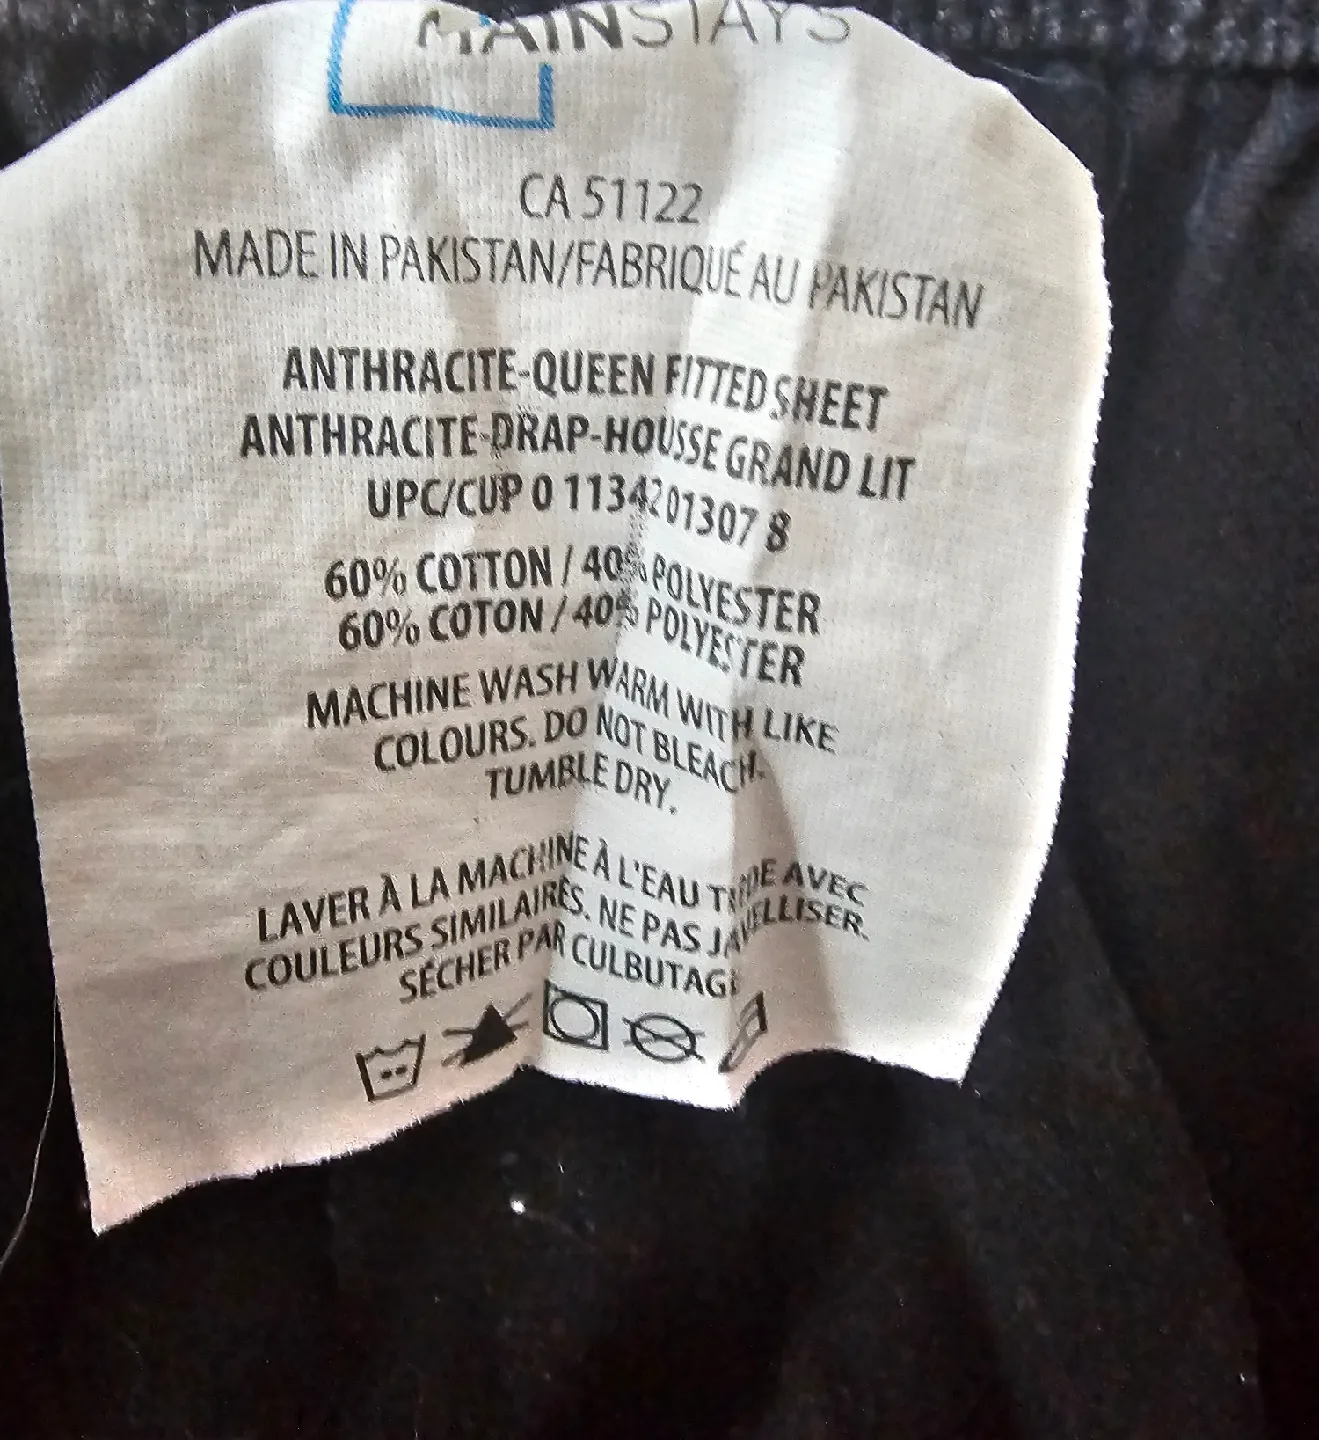 MAINSTAYS
CA 51122
MADE IN PAKISTAN/FABRIQUÉ AU PAKISTAN
ANTHRACITE-QUEEN FITTED SHEET
ANTHRACITE-DRAP-HOUSSE GRAND LIT
UPC/CUP 0 11342 01307 8
60% COTTON / 40% POLYESTER
60% COTON / 40% POLYESTER
MACHINE WASH WARM WITH LIKE
COLOURS. DO NOT BLEACH.
TUMBLE DRY.
LAVER À LA MACHINE À L'EAU TIÈDE AVEC
COULEURS SIMILAIRES. NE PAS JAVELLISER.
SÉCHER PAR CULBUTAGE